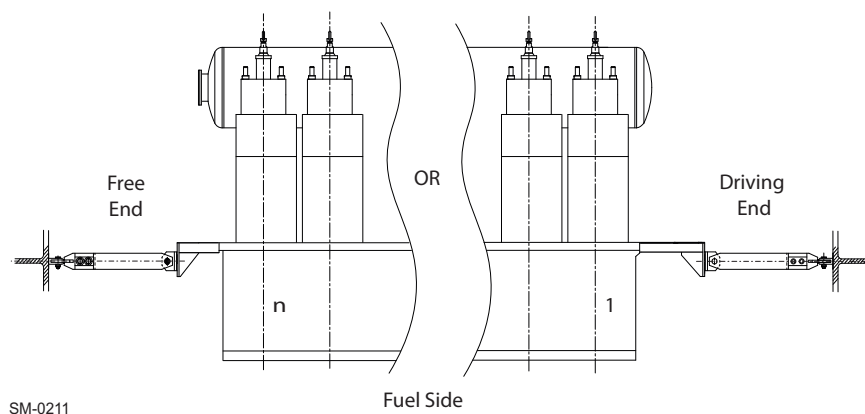 OR
Free
End
Driving
End
n
1
Fuel Side
SM-0211